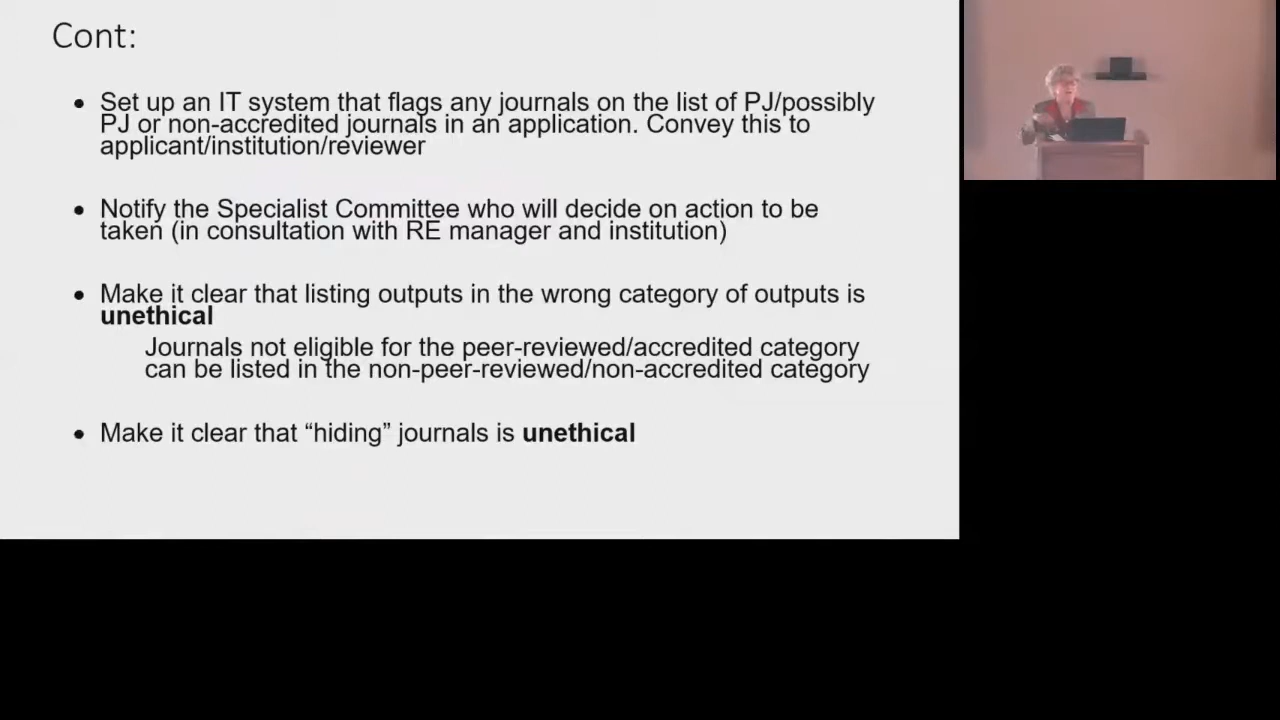 Cont:
• Set up an IT system that flags any journals on the list of PJ/possibly
PJ or non-accredited journals in an application. Convey this to
applicant/institution/reviewer
• Notify the Specialist Committee who will decide on action to be
taken (in consultation with RE manager and institution)
• Make it clear that listing outputs in the wrong category of outputs is
unethical
Journals not eligible for the peer-reviewed/accredited category
can be listed in the non-peer-reviewed/non-accredited category
• Make it clear that “hiding” journals is unethical